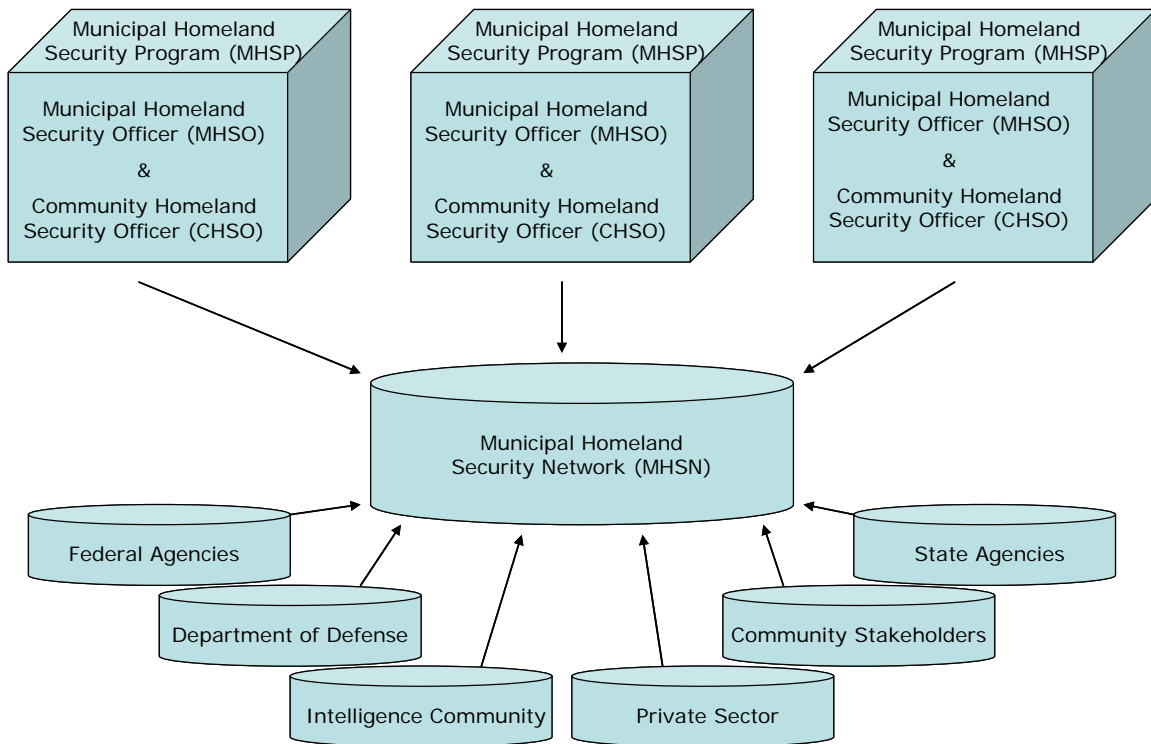 Municipal Homeland
Security Program (MHSP)
Municipal Homeland
Security Officer (MHSO)
&
Community Homeland
Security Officer (CHSO)
Municipal Homeland
Security Program (MHSP)
Municipal Homeland
Security Officer (MHSO)
&
Community Homeland
Security Officer (CHSO)
Municipal Homeland
Security Program (MHSP)
Municipal Homeland
Security Officer (MHSO)
&
Community Homeland
Security Officer (CHSO)
Municipal Homeland
Security Network (MHSN)
Federal Agencies
State Agencies
Department of Defense
Community Stakeholders
Intelligence Community
Private Sector